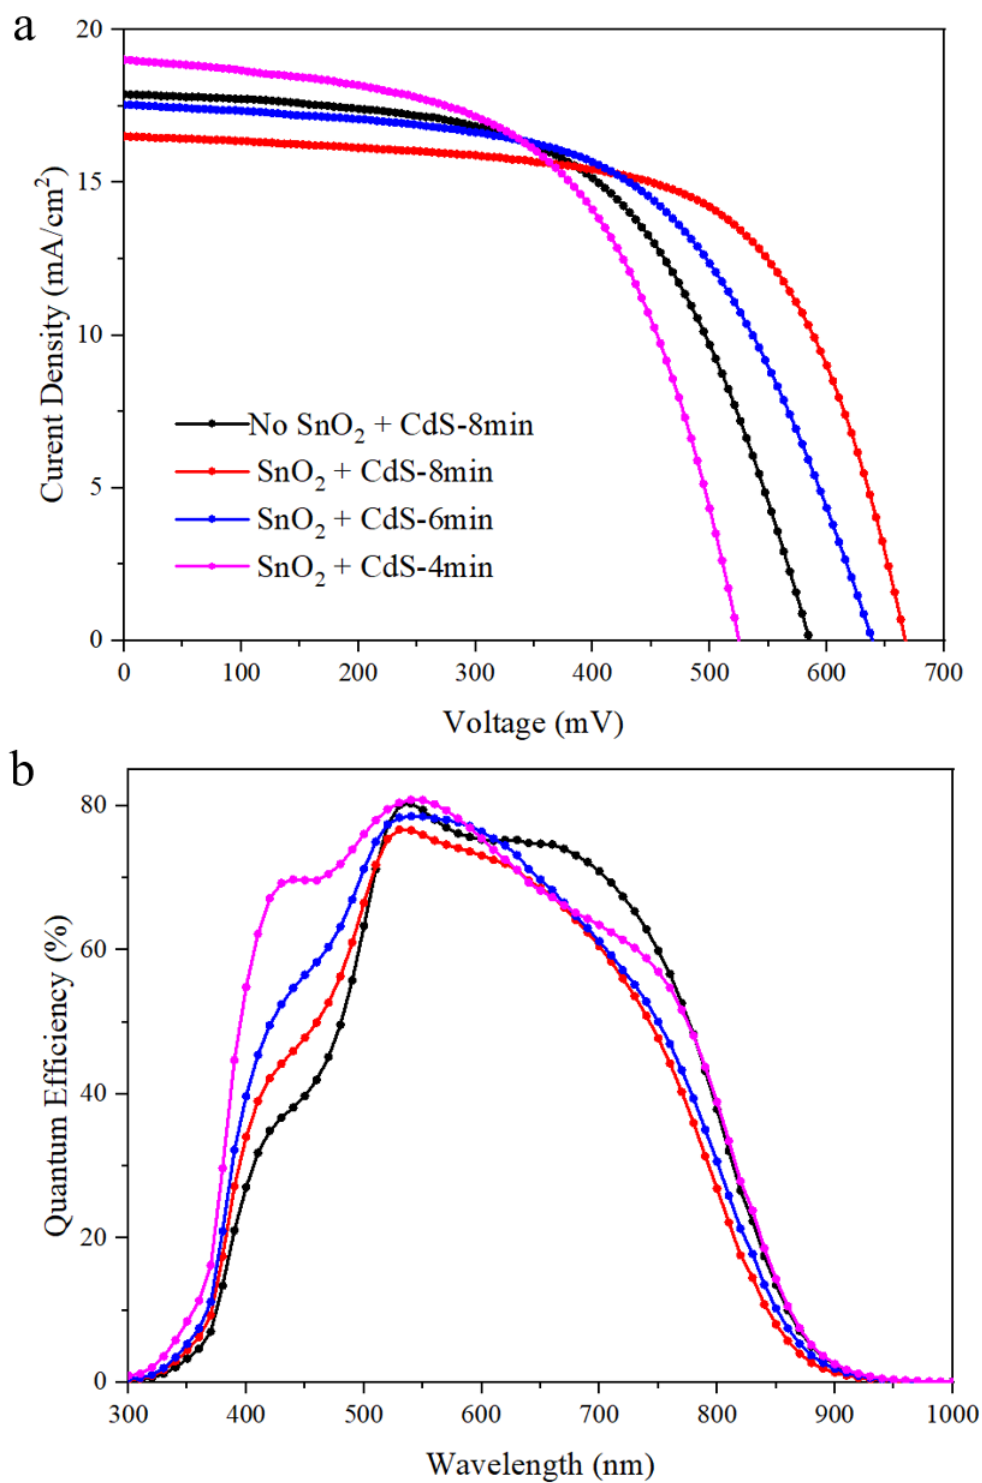 a
20
15
10
5
0
Curent Density (mA/cm²)
No SnO₂ + CdS-8min
SnO₂ + CdS-8min
SnO₂ + CdS-6min
SnO₂ + CdS-4min
0 100 200 300 400 500 600 700
Voltage (mV)
b
80
60
40
20
0
Quantum Efficiency (%)
300 400 500 600 700 800 900 1000
Wavelength (nm)